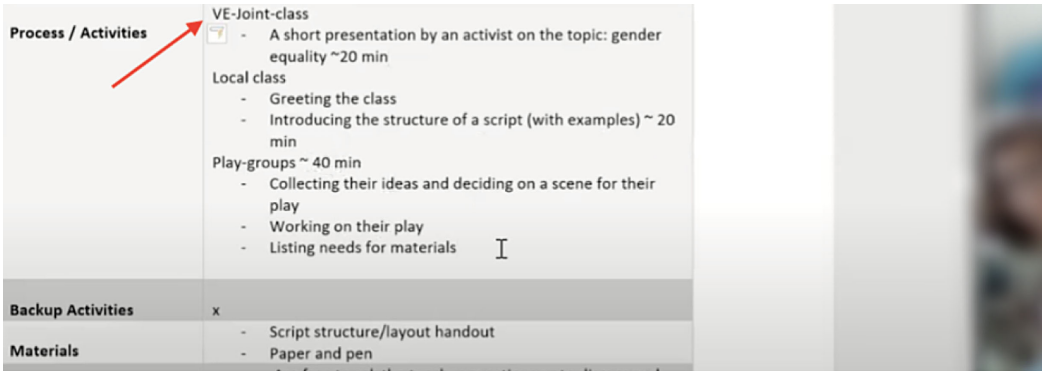 VE-Joint-class
Process / Activities
- A short presentation by an activist on the topic: gender
equality ~20 min
Local class
- Greeting the class
- Introducing the structure of a script (with examples) ~ 20
min
Play-groups ~ 40 min
- Collecting their ideas and deciding on a scene for their
play
- Working on their play
- Listing needs for materials
Backup Activities
x
Materials
- Script structure/layout handout
- Paper and pen